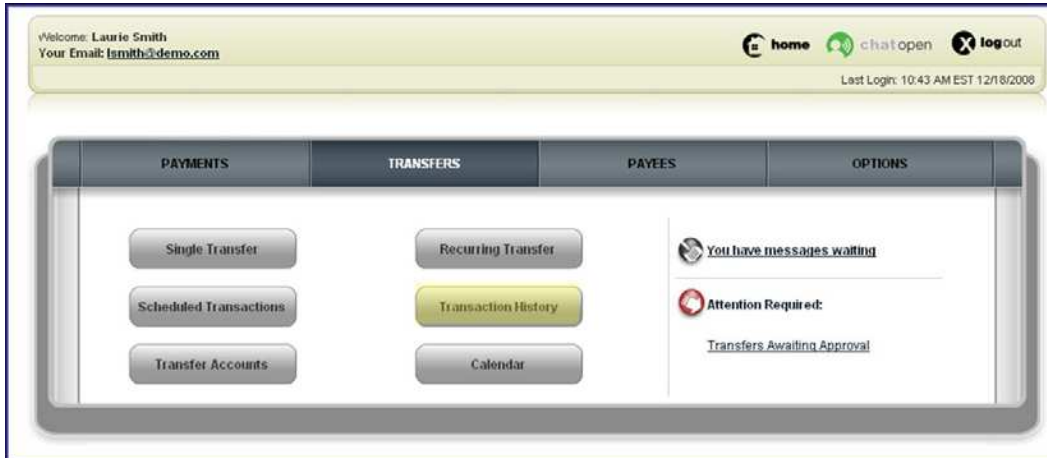 Welcome: Laurie Smith
Your Email: lsmith@demo.com
home
chatopen
logout
Last Login: 10:43 AM EST 12/18/2008
PAYMENTS
TRANSFERS
PAYEES
OPTIONS
Single Transfer
Recurring Transfer
You have messages waiting
Scheduled Transactions
Transaction History
Attention Required:
Transfers Awaiting Approval
Transfer Accounts
Calendar